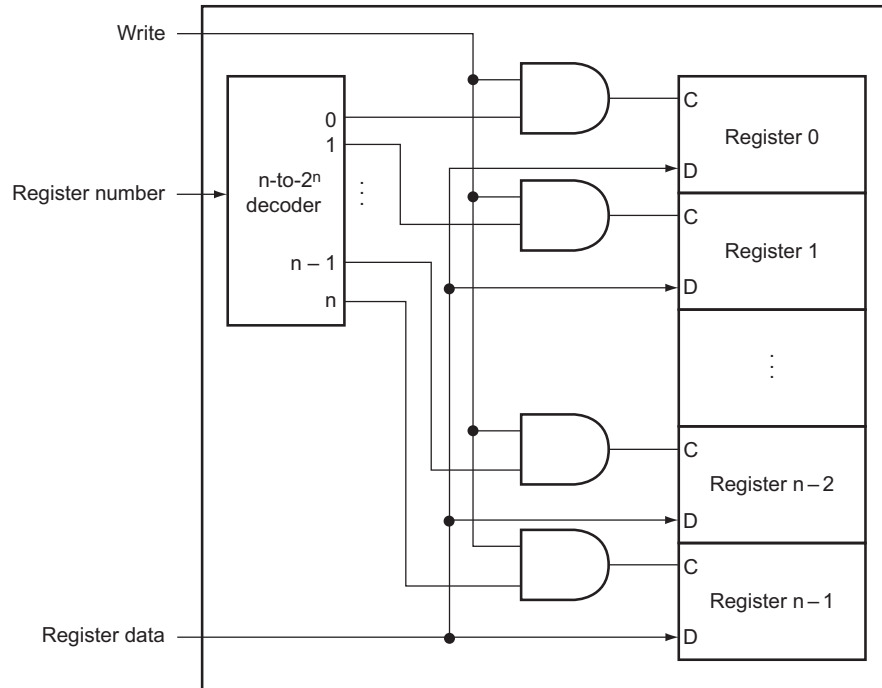 Write
C
0
Register 0
1
n-to-2ⁿ
decoder
⋮
D
Register number
C
Register 1
n – 1
D
n
⋮
C
Register n – 2
D
C
Register n – 1
Register data
D